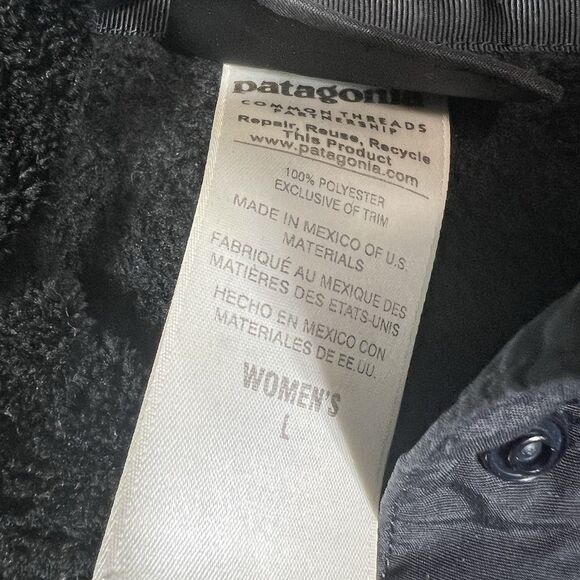 patagonia
COMMON THREADS
PARTNERSHIP
Repair, Reuse, Recycle
This Product
www.patagonia.com
100% POLYESTER
EXCLUSIVE OF TRIM
MADE IN MEXICO OF U.S.
MATERIALS
FABRIQUÉ AU MEXIQUE DES
MATIÈRES DES ETATS-UNIS
HECHO EN MEXICO CON
MATERIALES DE EE.UU.
WOMEN'S
L